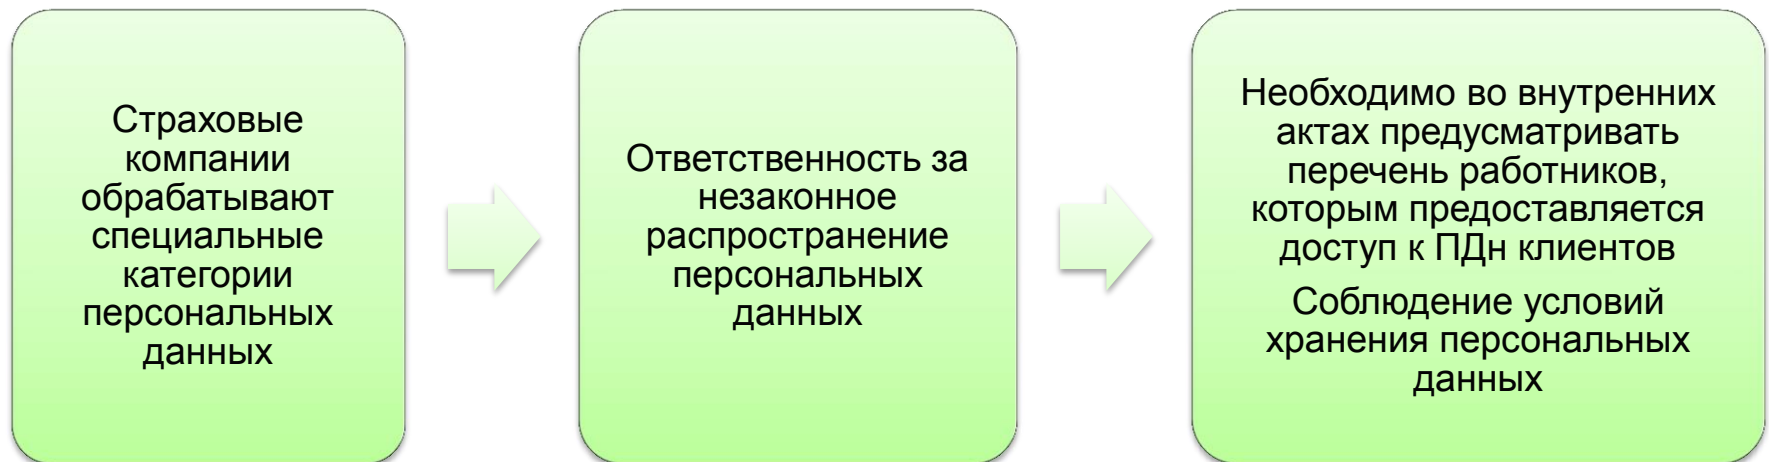 Страховые
компании
обрабатывают
специальные
категории
персональных
данных
Ответственность за
незаконное
распространение
персональных
данных
Необходимо во внутренних
актах предусматривать
перечень работников,
которым предоставляется
доступ к ПДн клиентов
Соблюдение условий
хранения персональных
данных